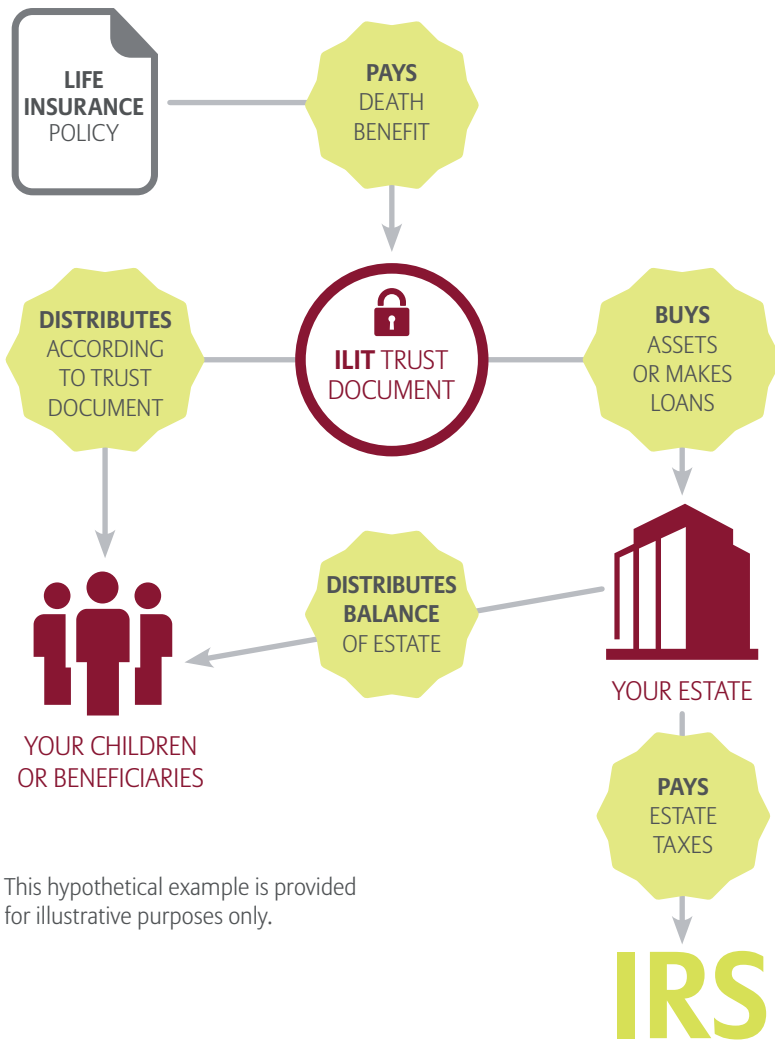 LIFE
INSURANCE
POLICY
PAYS
DEATH
BENEFIT
DISTRIBUTES
ACCORDING
TO TRUST
DOCUMENT
ILIT TRUST
DOCUMENT
BUYS
ASSETS
OR MAKES
LOANS
DISTRIBUTES
BALANCE
OF ESTATE
YOUR ESTATE
YOUR CHILDREN
OR BENEFICIARIES
PAYS
ESTATE
TAXES
This hypothetical example is provided
for illustrative purposes only.
IRS